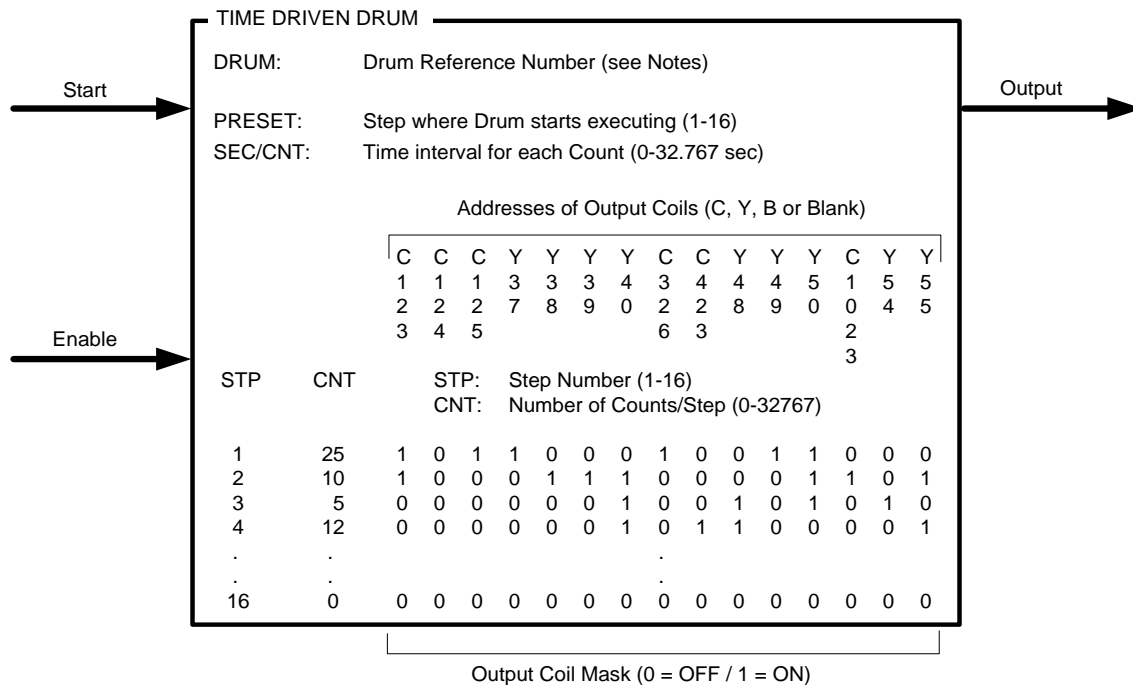 TIME DRIVEN DRUM
DRUM: Drum Reference Number (see Notes)
Start
Output
PRESET: Step where Drum starts executing (1-16)
SEC/CNT: Time interval for each Count (0-32.767 sec)
Addresses of Output Coils (C, Y, B or Blank)
C C C Y Y Y Y C C Y Y Y C Y Y
1 1 1 3 3 3 4 3 4 4 4 5 1 5 5
2 2 2 7 8 9 0 2 2 8 9 0 0 4 5
3 4 5 6 3 2
3
Enable
STP CNT STP: Step Number (1-16)
CNT: Number of Counts/Step (0-32767)
1 25 1 0 1 1 0 0 0 1 0 0 1 1 0 0 0
2 10 1 0 0 0 1 1 1 0 0 0 0 1 1 0 1
3 5 0 0 0 0 0 0 1 0 0 1 0 1 0 1 0
4 12 0 0 0 0 0 0 1 0 1 1 0 0 0 0 1
. . .
. . .
16 0 0 0 0 0 0 0 0 0 0 0 0 0 0 0 0
Output Coil Mask (0 = OFF / 1 = ON)